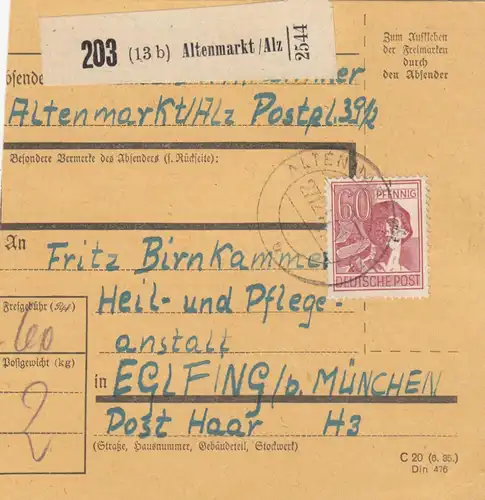 203 (13 b) Altenmarkt/Alz 2544
Zum Aufkleben
der Freimarken
durch
den Absender
Altenmarkt/Alz Postpl.39/2
Besondere Vermerke des Absenders (s. Rückseite):
ALTENM
60 PFENNIG
DEUTSCHE POST
An Fritz Birnkammer
Heil- und Pflege-
anstalt
in EGLFING/b. MÜNCHEN
Post Haar H3
(Straße, Hausnummer, Gebäudeteil, Stockwerk)
Freigebühr (Rpf)
60
Postgewicht (kg)
2
C 20 (6. 35.)
Din 476